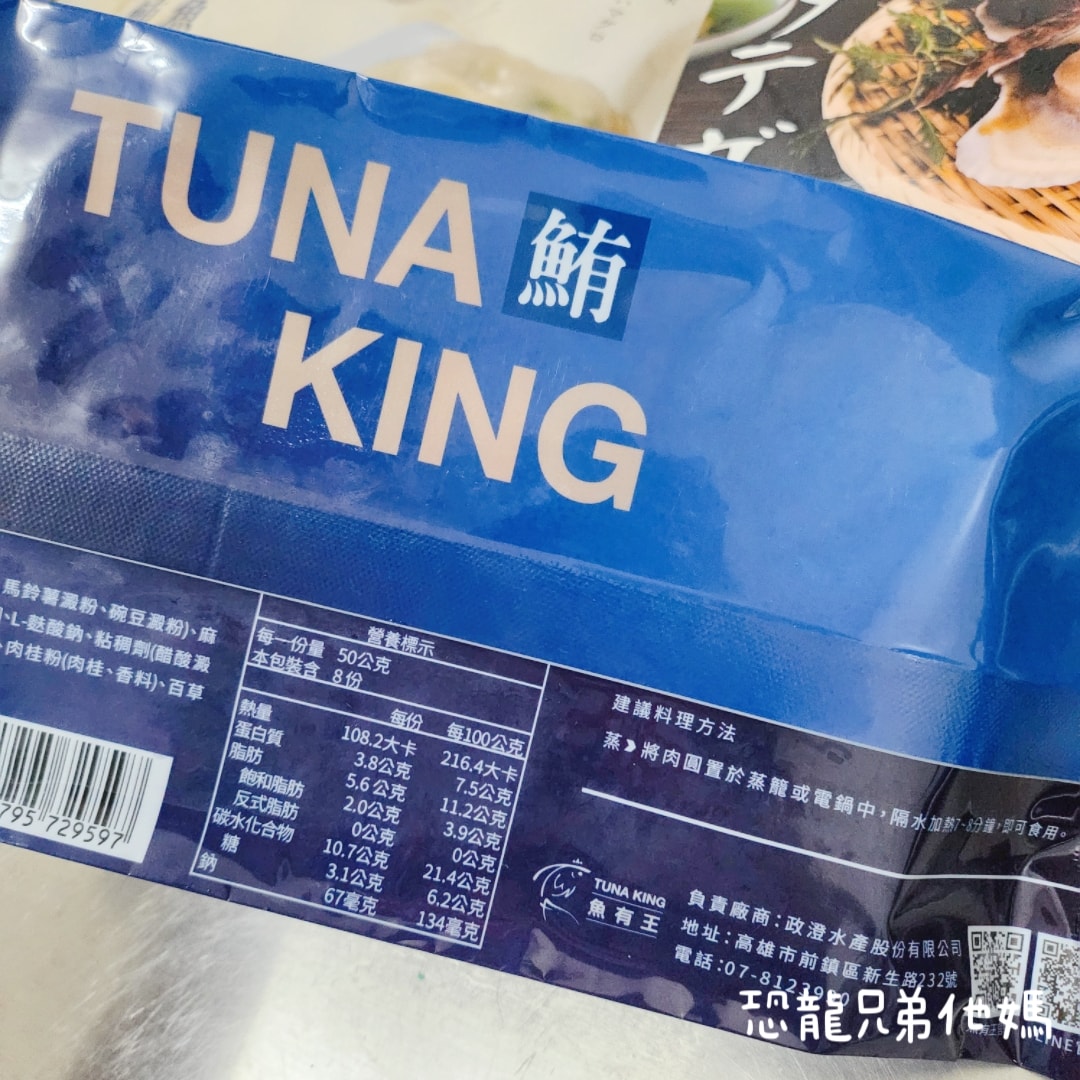 テ
TUNA
鮪
KING
馬鈴薯澱粉、碗豆澱粉)、麻
、L-麩酸鈉、粘稠劑(醋酸澱
、肉桂粉(肉桂、香料)、百草
795 729597
營養標示
每一份量 50公克
本包裝含 8份
每份 每100公克
熱量 108.2大卡 216.4大卡
蛋白質 3.8公克 7.5公克
脂肪 5.6公克 11.2公克
飽和脂肪 2.0公克 3.9公克
反式脂肪 0公克 0公克
碳水化合物 10.7公克 21.4公克
糖 3.1公克 6.2公克
鈉 67毫克 134毫克
建議料理方法
蒸 將肉圓置於蒸籠或電鍋中，隔水加熱7-8分鐘，即可食用。
TUNA KING
魚有王
負責廠商：政澄水產股份有限公司
地址：高雄市前鎮區新生路232號
電話：07-8123
LINE
恐龍兄弟他媽